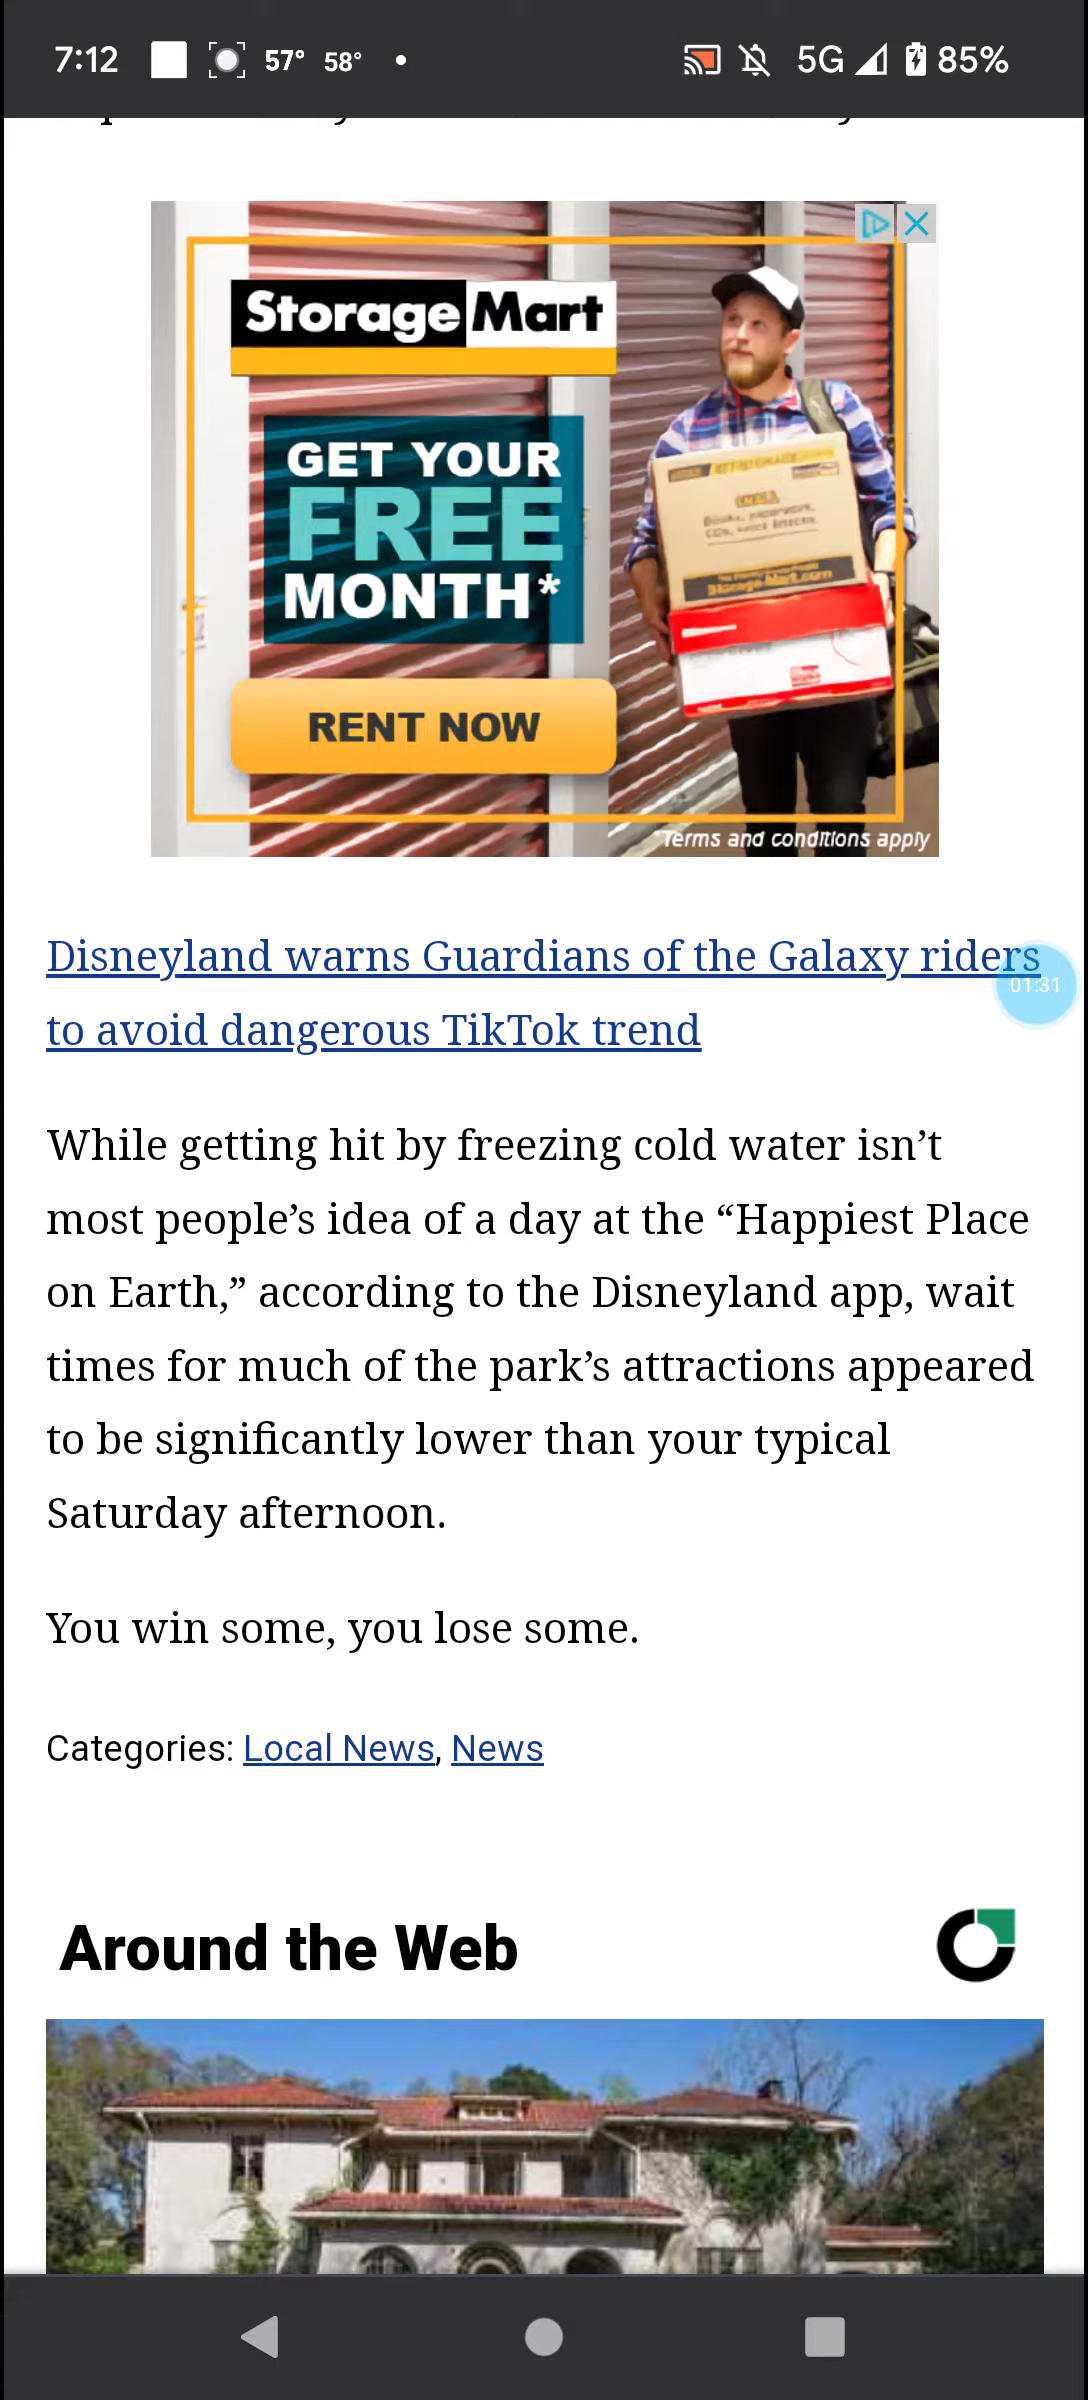 7:12 57° 58° 5G 85%
StorageMart
GET YOUR
FREE
MONTH*
RENT NOW
Storage-Mart.com
*Terms and conditions apply
Disneyland warns Guardians of the Galaxy riders
01:31
to avoid dangerous TikTok trend
While getting hit by freezing cold water isn’t
most people’s idea of a day at the “Happiest Place
on Earth,” according to the Disneyland app, wait
times for much of the park’s attractions appeared
to be significantly lower than your typical
Saturday afternoon.
You win some, you lose some.
Categories: Local News, News
Around the Web